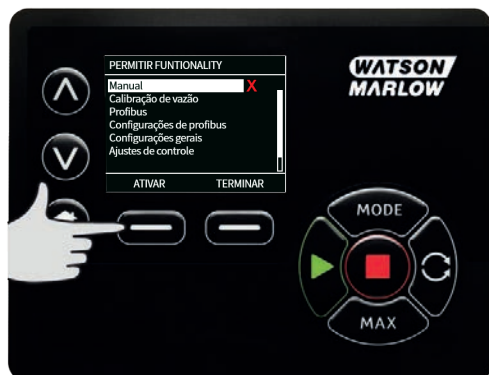 PERMITIR FUNTIONALITY
Manual X
Calibração de vazão
Profibus
Configurações de profibus
Configurações gerais
Ajustes de controle
ATIVAR TERMINAR
WATSON
MARLOW
MODE
MAX